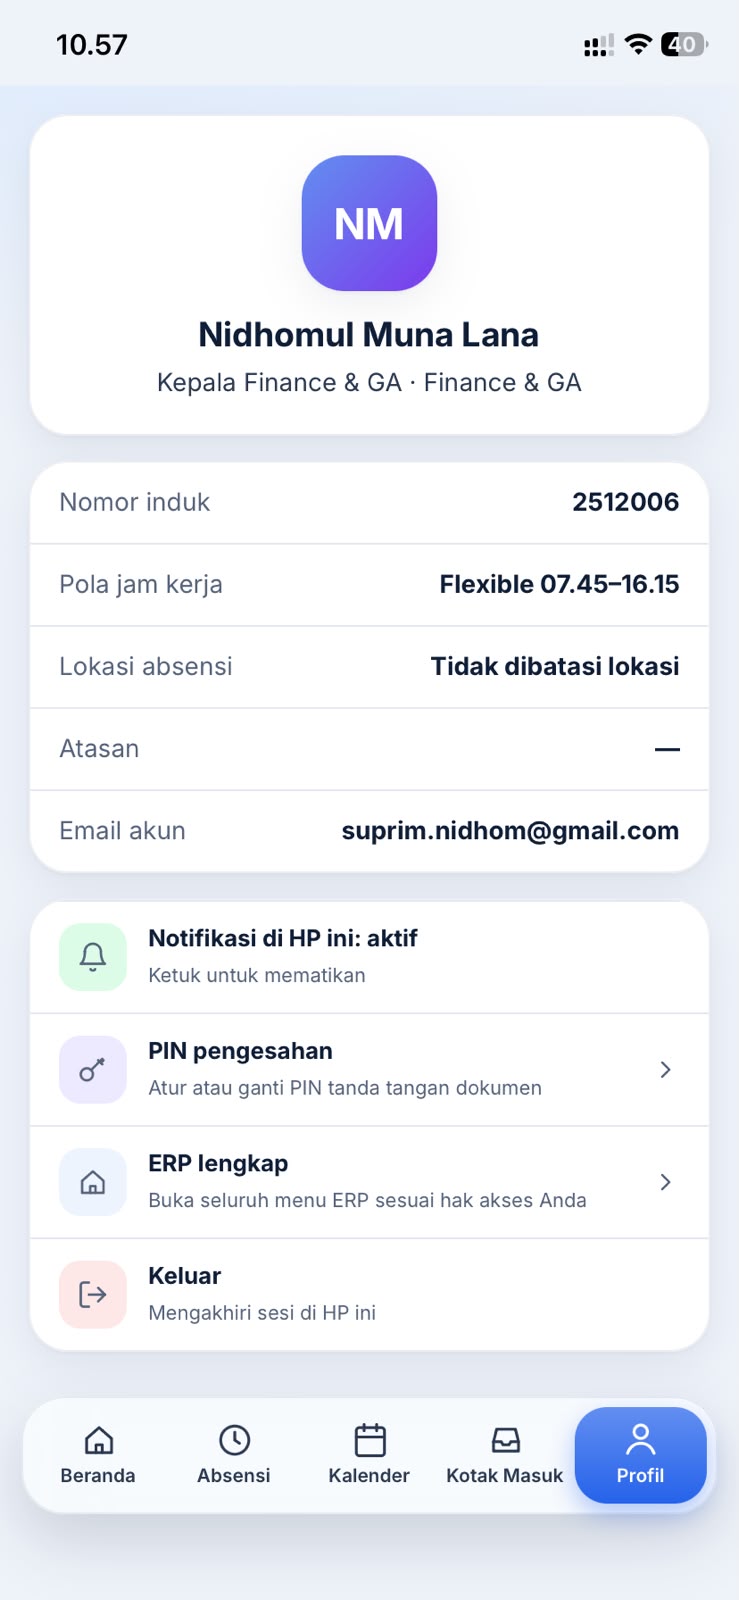 10.57
40
NM
Nidhomul Muna Lana
Kepala Finance & GA · Finance & GA
Nomor induk
2512006
Pola jam kerja
Flexible 07.45–16.15
Lokasi absensi
Tidak dibatasi lokasi
Atasan
—
Email akun
suprim.nidhom@gmail.com
Notifikasi di HP ini: aktif
Ketuk untuk mematikan
PIN pengesahan
Atur atau ganti PIN tanda tangan dokumen
ERP lengkap
Buka seluruh menu ERP sesuai hak akses Anda
Keluar
Mengakhiri sesi di HP ini
Beranda
Absensi
Kalender
Kotak Masuk
Profil